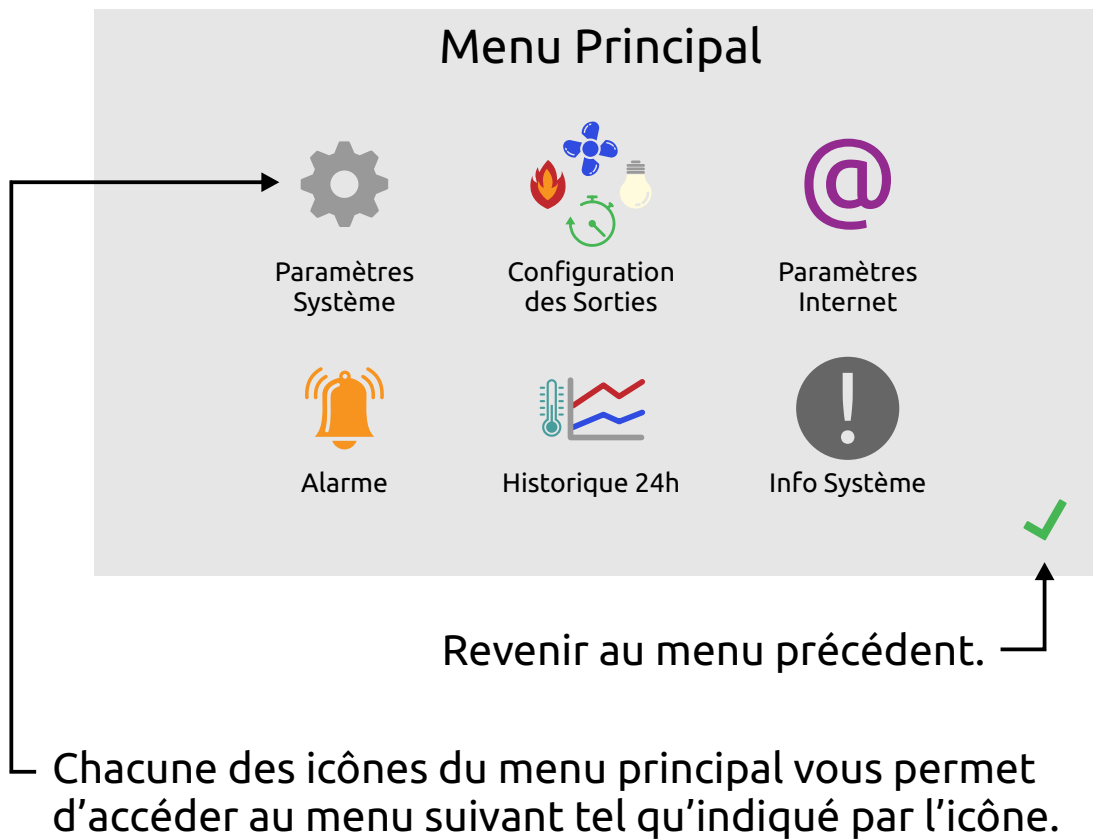 Menu Principal
@
Paramètres
Système
Configuration
des Sorties
Paramètres
Internet
Alarme
Historique 24h
Info Système
Revenir au menu précédent.
Chacune des icônes du menu principal vous permet
d’accéder au menu suivant tel qu’indiqué par l’icône.